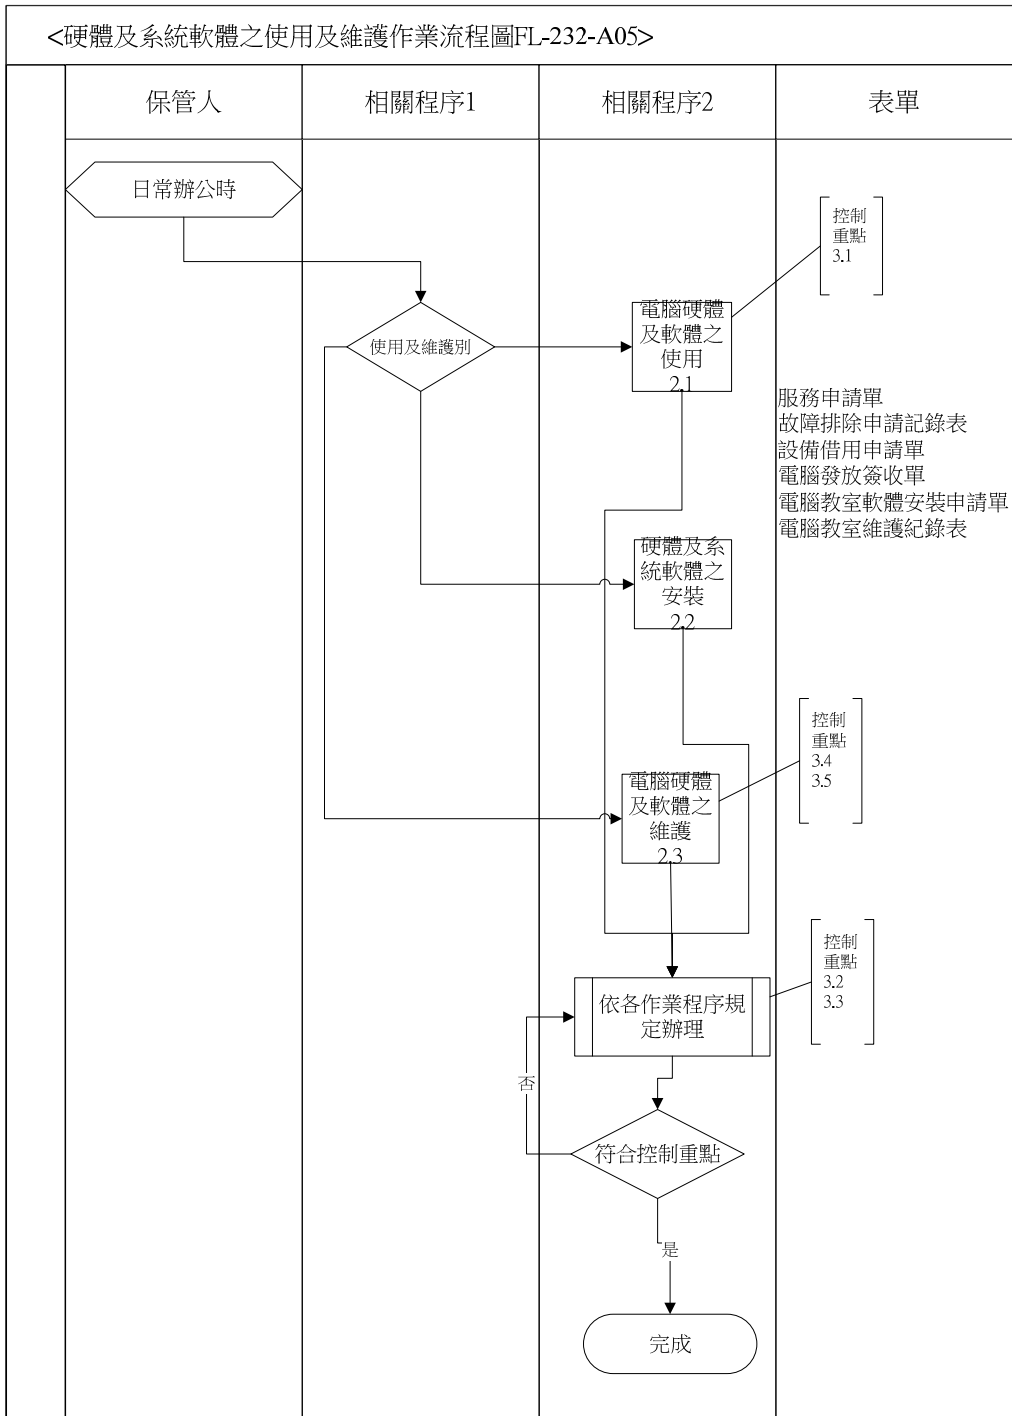 <硬體及系統軟體之使用及維護作業流程圖FL-232-A05>
保管人
相關程序1
相關程序2
表單
日常辦公時
控制
重點
3.1
使用及維護別
電腦硬體
及軟體之
使用
2.1
服務申請單
故障排除申請記錄表
設備借用申請單
電腦發放簽收單
電腦教室軟體安裝申請單
電腦教室維護紀錄表
硬體及系
統軟體之
安裝
2.2
控制
重點
3.4
3.5
電腦硬體
及軟體之
維護
2.3
控制
重點
3.2
3.3
依各作業程序規
定辦理
否
符合控制重點
是
完成